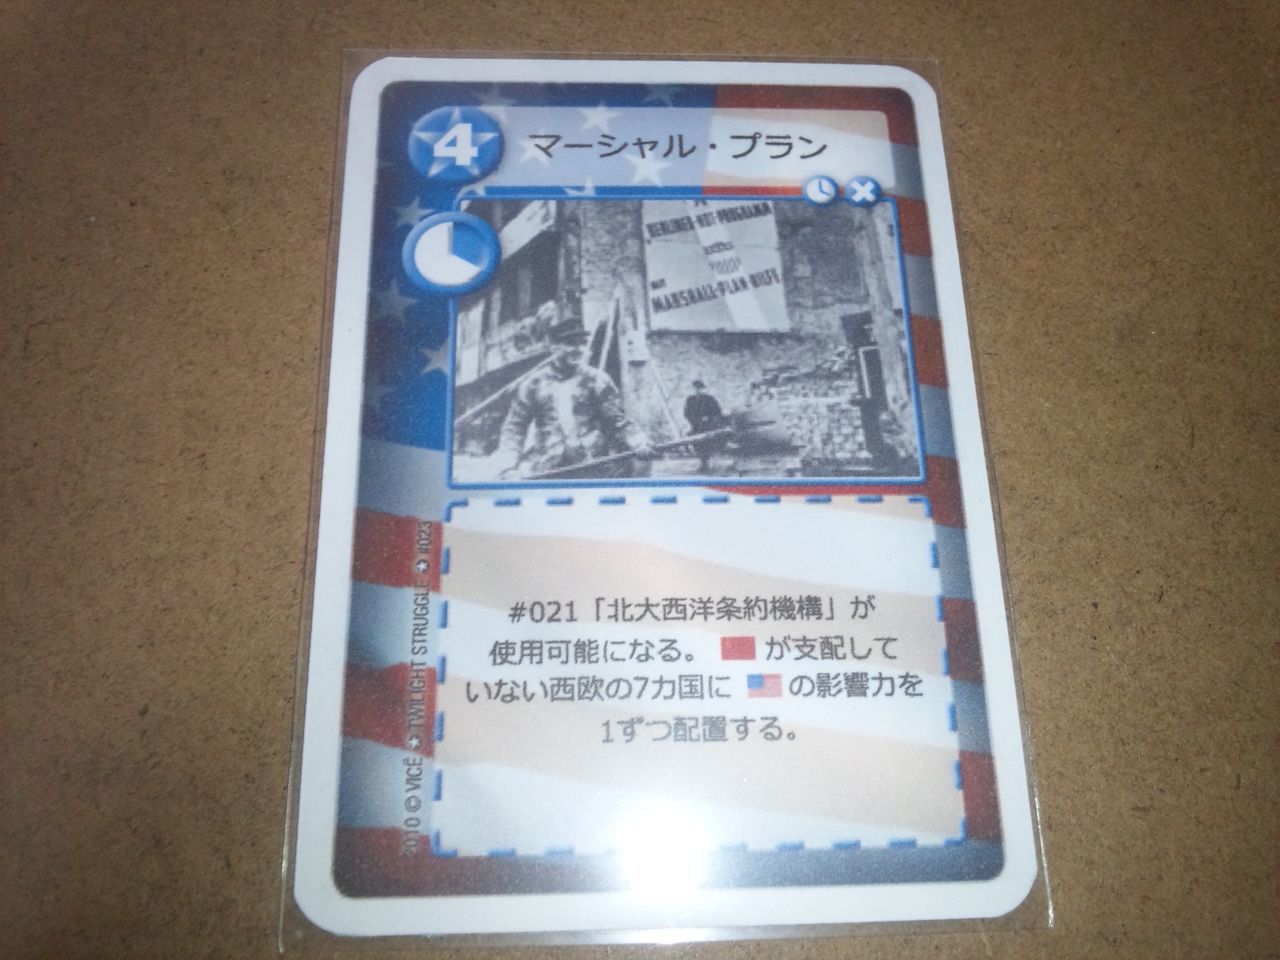 4
マーシャル・プラン
BERLINER NOT-PROGRAMM
MIT
MARSHALL-PLAN-HILFE
#021「北大西洋条約機構」が
使用可能になる。 が支配して
いない西欧の7カ国に の影響力を
1ずつ配置する。
2010 © VICË ★ TWILIGHT STRUGGLE ★ #023